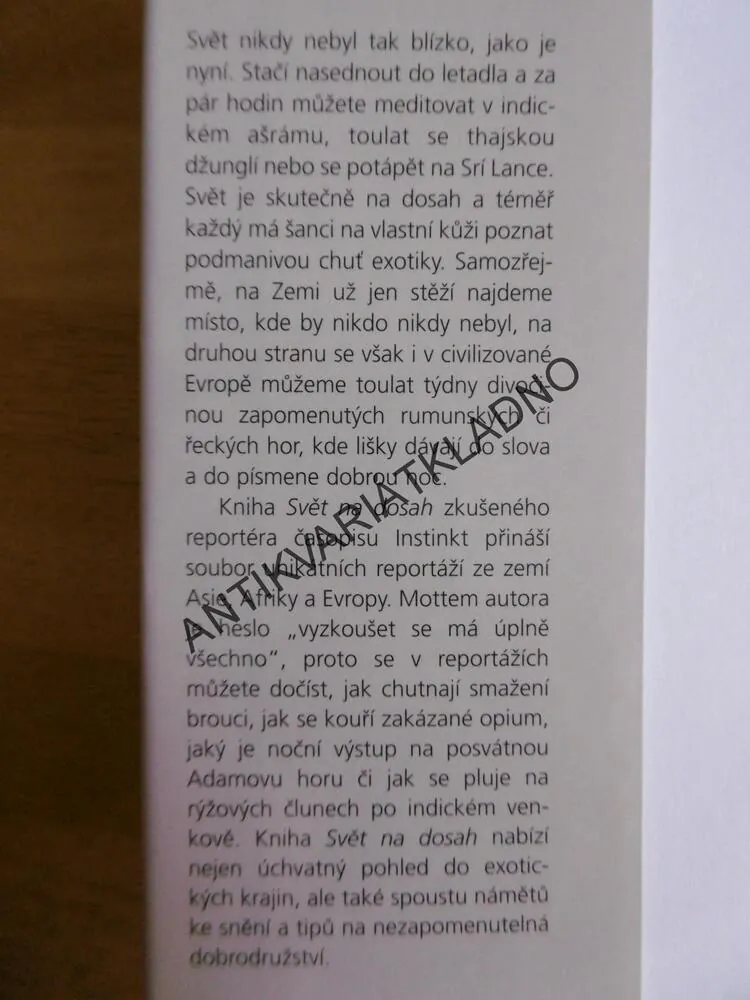 Svět nikdy nebyl tak blízko, jako je
nyní. Stačí nasednout do letadla a za
pár hodin můžete meditovat v indic-
kém ašrámu, toulat se thajskou
džunglí nebo se potápět na Srí Lance.
Svět je skutečně na dosah a téměř
každý má šanci na vlastní kůži poznat
podmanivou chuť exotiky. Samozřej-
mě, na Zemi už jen stěží najdeme
místo, kde by nikdo nikdy nebyl, na
druhou stranu se však i v civilizované
Evropě můžeme toulat týdny divoči-
nou zapomenutých rumunských či
řeckých hor, kde lišky dávají do slova
a do písmene dobrou noc.
Kniha Svět na dosah zkušeného
reportéra časopisu Instinkt přináší
soubor unikátních reportáží ze zemí
Asie, Afriky a Evropy. Mottem autora
je heslo „vyzkoušet se má úplně
všechno“, proto se v reportážích
můžete dočíst, jak chutnají smažení
brouci, jak se kouří zakázané opium,
jaký je noční výstup na posvátnou
Adamovu horu či jak se pluje na
rýžových člunech po indickém ven-
kově. Kniha Svět na dosah nabízí
nejen úchvatný pohled do exotic-
kých krajin, ale také spoustu námětů
ke snění a tipů na nezapomenutelná
dobrodružství.
ANTIKVARIATKLADNO